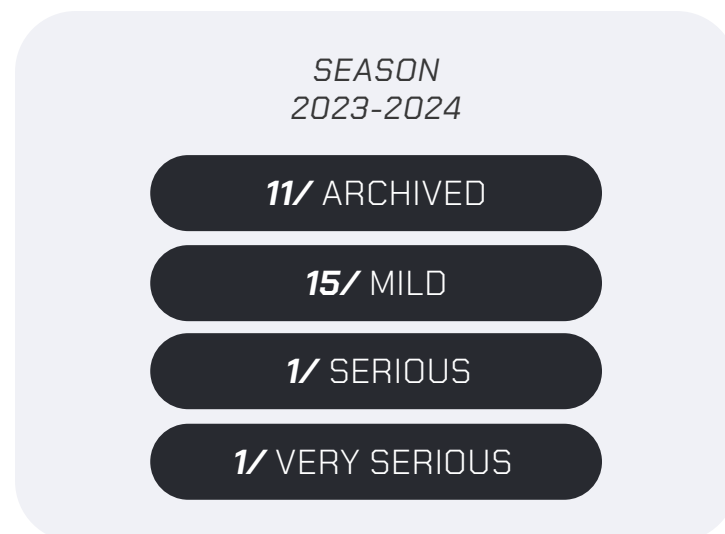 SEASON
2023-2024
11/ ARCHIVED
15/ MILD
1/ SERIOUS
1/ VERY SERIOUS